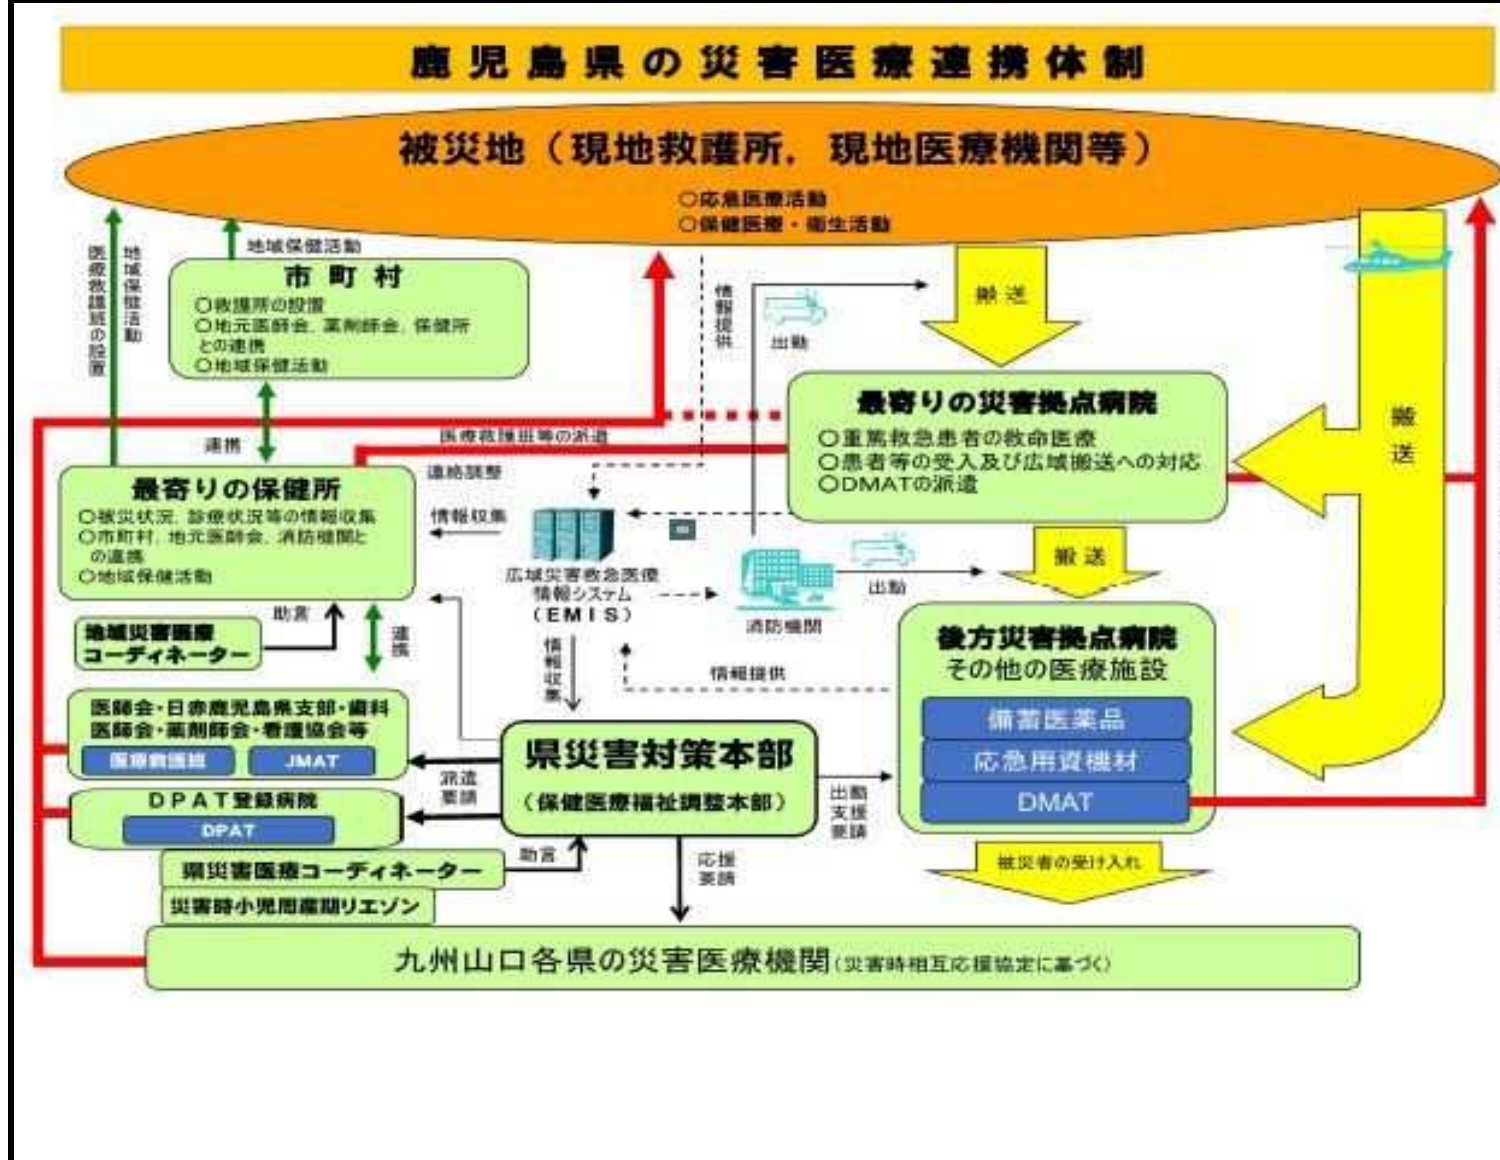 鹿児島県の災害医療連携体制
被災地（現地救護所，現地医療機関等）
○応急医療活動
○保健医療・衛生活動
医療救護班の設置
地域保健活動
地域保健活動
市町村
○救護所の設置
○地元医師会，薬剤師会，保健所
との連携
○地域保健活動
情報提供
出動
搬送
搬送
連携
医療救護班等の派遣
連絡調整
最寄りの災害拠点病院
○重篤救急患者の救命医療
○患者等の受入及び広域搬送への対応
○DMATの派遣
最寄りの保健所
○被災状況，診療状況等の情報収集
○市町村，地元医師会，消防機関と
の連携
○地域保健活動
情報収集
広域災害救急医療
情報システム
（ＥＭＩＳ）
消防機関
出動
搬送
助言
地域災害医療
コーディネーター
連携
情報収集
情報提供
後方災害拠点病院
その他の医療施設
備蓄医薬品
応急用資機材
DMAT
医師会・日赤鹿児島県支部・歯科
医師会・薬剤師会・看護協会等
医療救護班
JMAT
派遣
要請
県災害対策本部
（保健医療福祉調整本部）
出動
支援
要請
ＤＰＡＴ登録病院
DPAT
助言
応援
要請
被災者の受け入れ
県災害医療コーディネーター
災害時小児周産期リエゾン
九州山口各県の災害医療機関（災害時相互応援協定に基づく）